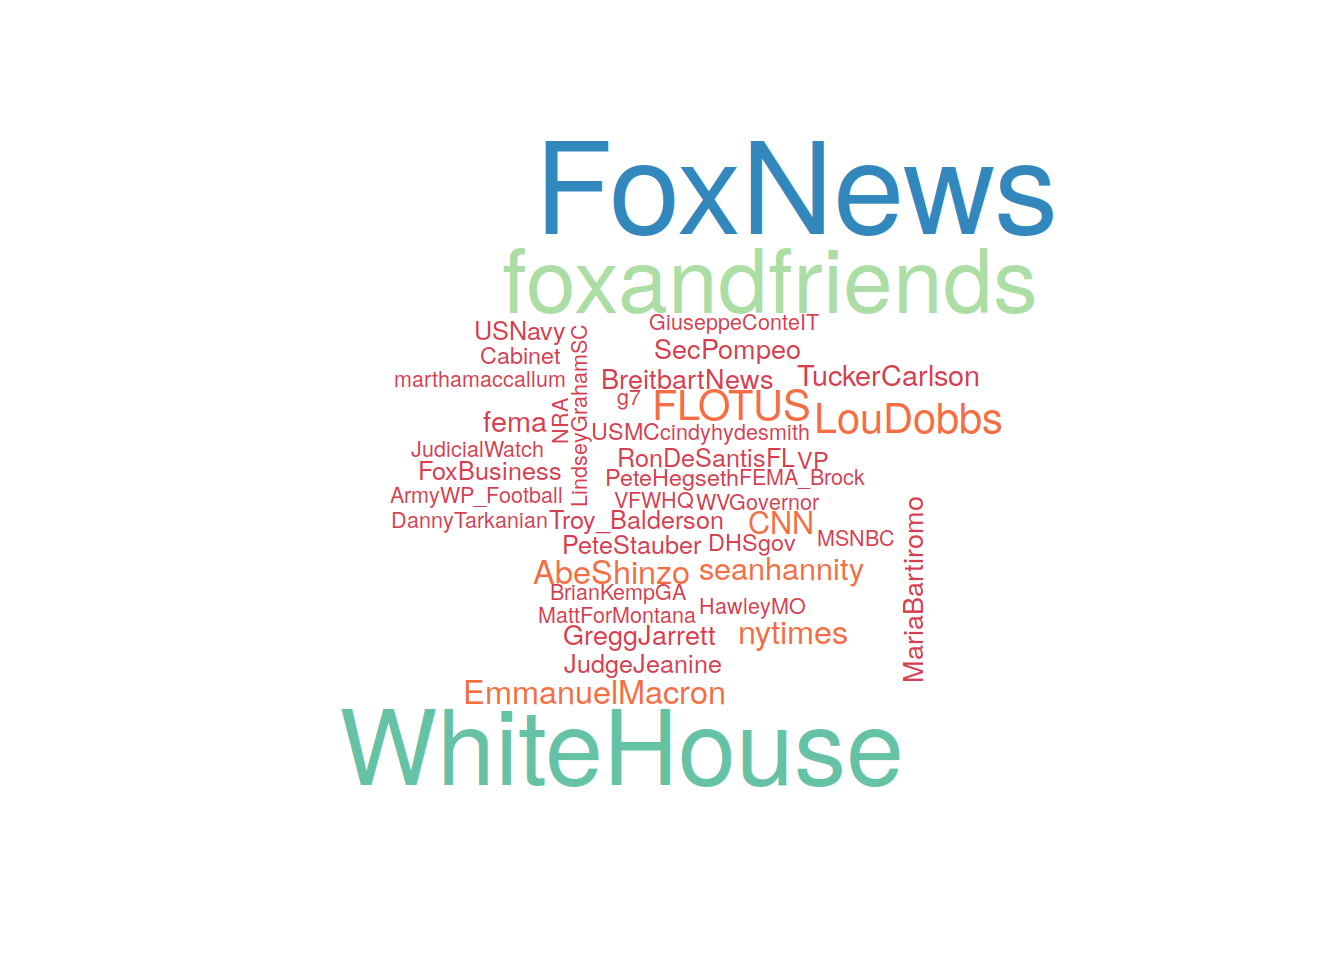 FoxNews
foxandfriends
GiuseppeConteIT
USNavy
SecPompeo
Cabinet
LindseyGrahamSC
marthamaccallum
BreitbartNews
TuckerCarlson
g7
FLOTUS
LouDobbs
NRA
fema
USMC
cindyhydesmith
JudicialWatch
RonDeSantisFL
VP
FoxBusiness
PeteHegseth
FEMA_Brock
ArmyWP_Football
VFWHQ
WVGovernor
DannyTarkanian
Troy_Balderson
CNN
MSNBC
PeteStauber
DHSgov
MariaBartiromo
AbeShinzo
seanhannity
BrianKempGA
HawleyMO
MattForMontana
GreggJarrett
nytimes
JudgeJeanine
EmmanuelMacron
WhiteHouse